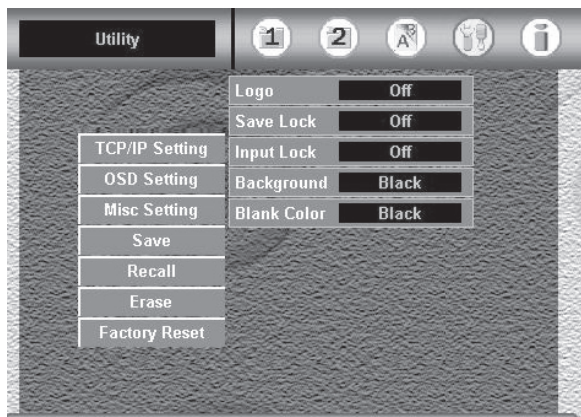 Utility
1
2
A B
i
Logo Off
Save Lock Off
TCP/IP Setting Input Lock Off
OSD Setting Background Black
Misc Setting Blank Color Black
Save
Recall
Erase
Factory Reset